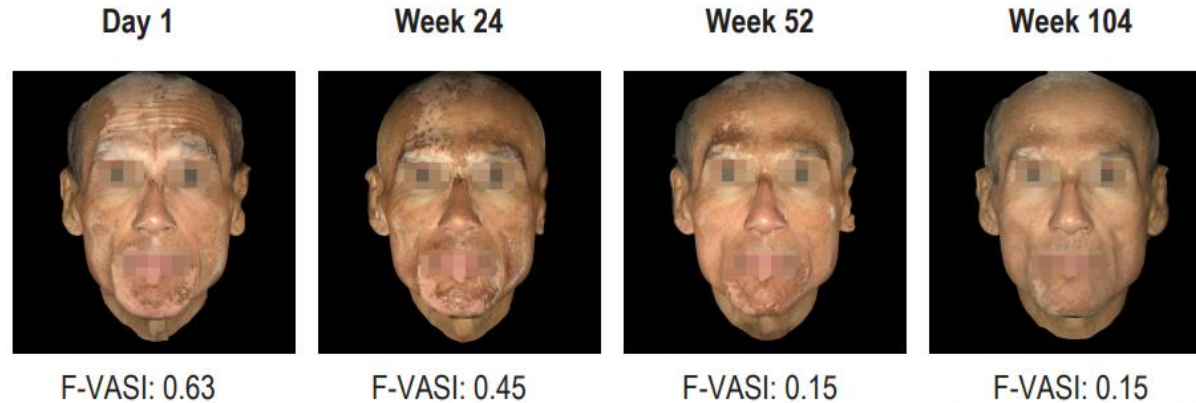 Day 1
Week 24
Week 52
Week 104
F-VASI: 0.63
F-VASI: 0.45
F-VASI: 0.15
F-VASI: 0.15